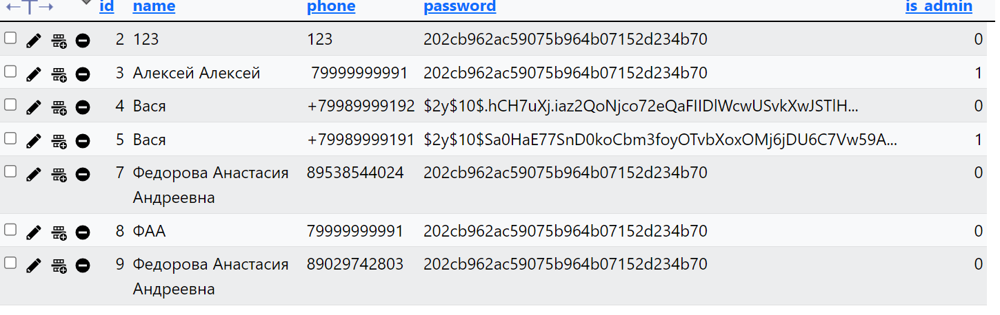 id name phone password is_admin
2 123 123 202cb962ac59075b964b07152d234b70 0
3 Алексей Алексей 79999999991 202cb962ac59075b964b07152d234b70 1
4 Вася +79989999192 $2y$10$.hCH7uXj.iaz2QoNjco72eQaFIIDlWcwUSvkXwJSTlH... 0
5 Вася +79989999191 $2y$10$Sa0HaE77SnD0koCbm3foyOTvbXoxOMj6jDU6C7Vw59A... 1
7 Федорова Анастасия 89538544024 202cb962ac59075b964b07152d234b70 0
Андреевна
8 ФАА 79999999991 202cb962ac59075b964b07152d234b70 0
9 Федорова Анастасия 89029742803 202cb962ac59075b964b07152d234b70 0
Андреевна